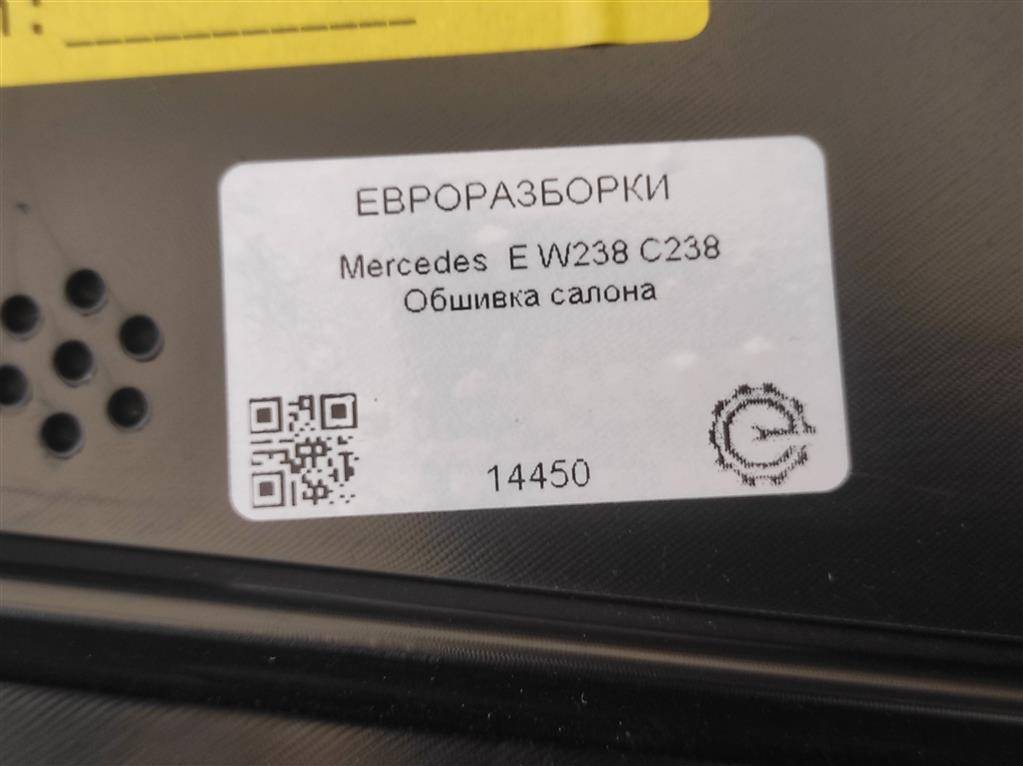 ЕВРОРАЗБОРКИ
Mercedes E W238 C238
Обшивка салона
14450